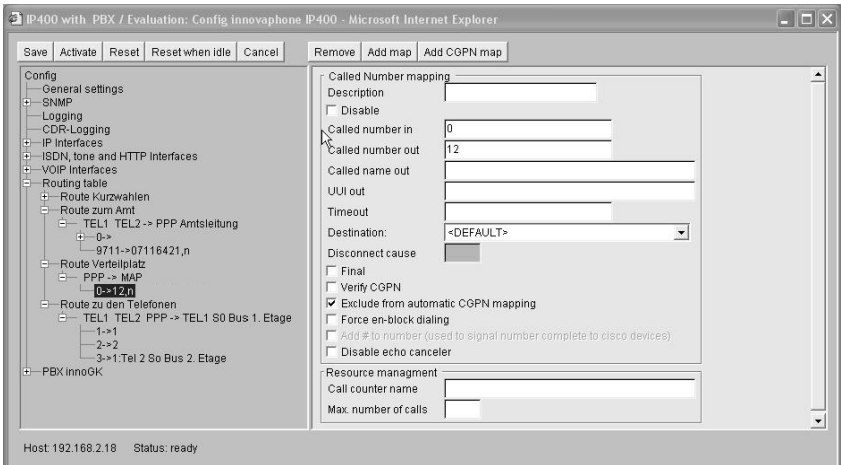 IP400 with PBX / Evaluation: Config innovaphone IP400 - Microsoft Internet Explorer
Save Activate Reset Reset when idle Cancel Remove Add map Add CGPN map
Config
General settings
SNMP
Logging
CDR-Logging
IP Interfaces
ISDN, tone and HTTP Interfaces
VOIP Interfaces
Routing table
Route Kurzwahlen
Route zum Amt
TEL1 TEL2 -> PPP Amtsleitung
0->
9711->07116421,n
Route Verteilplatz
PPP -> MAP
0->12,n
Route zu den Telefonen
TEL1 TEL2 PPP -> TEL1 S0 Bus 1. Etage
1->1
2->2
3->1:Tel 2 So Bus 2. Etage
PBX innoGK
Called Number mapping
Description
Disable
Called number in 0
Called number out 12
Called name out
UUI out
Timeout
Destination: <DEFAULT>
Disconnect cause
Final
Verify CGPN
Exclude from automatic CGPN mapping
Force en-block dialing
Add # to number (used to signal number complete to cisco devices)
Disable echo canceler
Resource managment
Call counter name
Max. number of calls
Host: 192.168.2.18 Status: ready